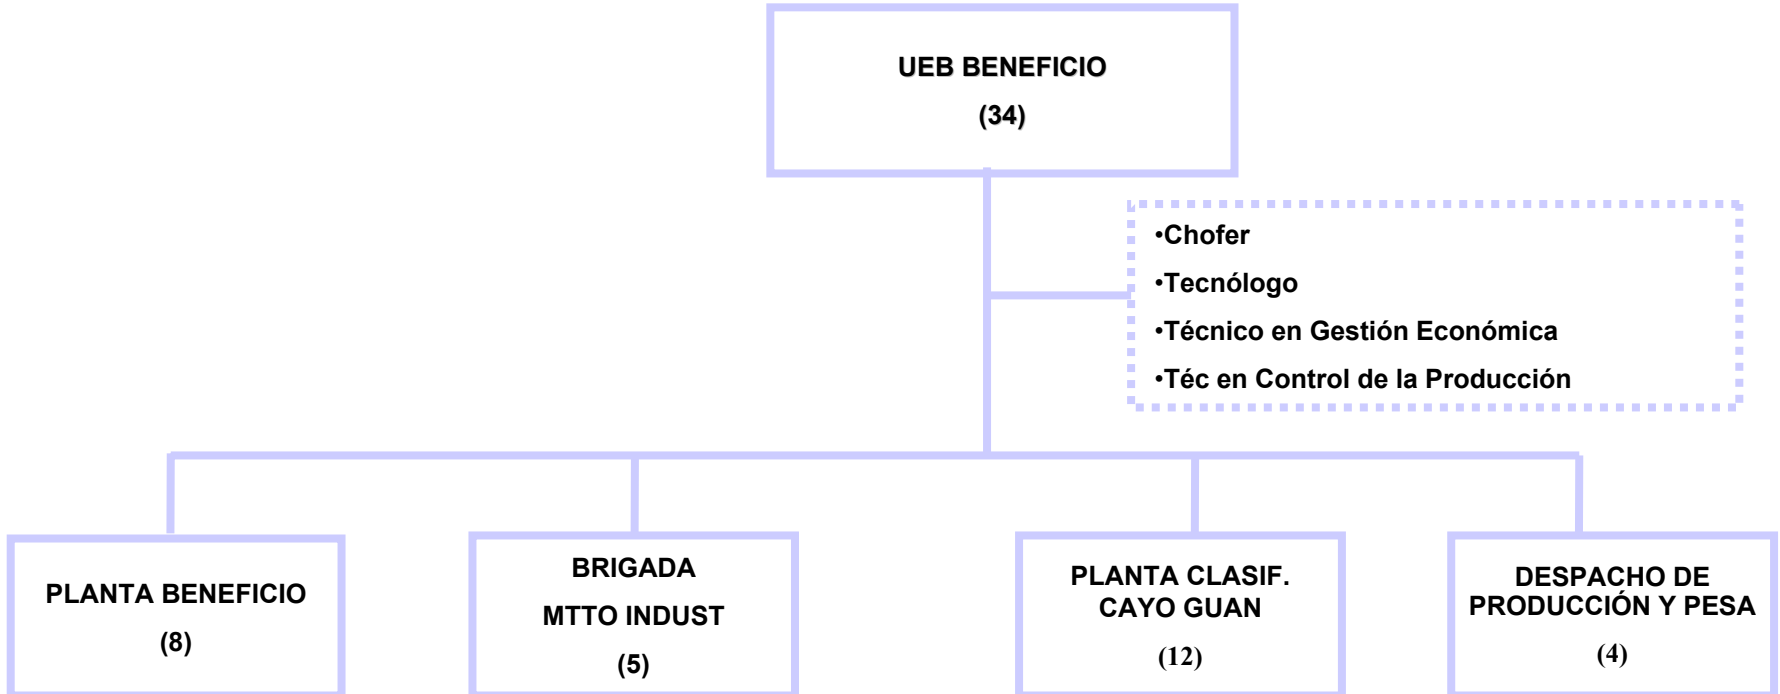 UEB BENEFICIO
(34)
•Chofer
•Tecnólogo
•Técnico en Gestión Económica
•Téc en Control de la Producción
PLANTA BENEFICIO
(8)
BRIGADA
MTTO INDUST
(5)
PLANTA CLASIF.
CAYO GUAN
(12)
DESPACHO DE
PRODUCCIÓN Y PESA
(4)